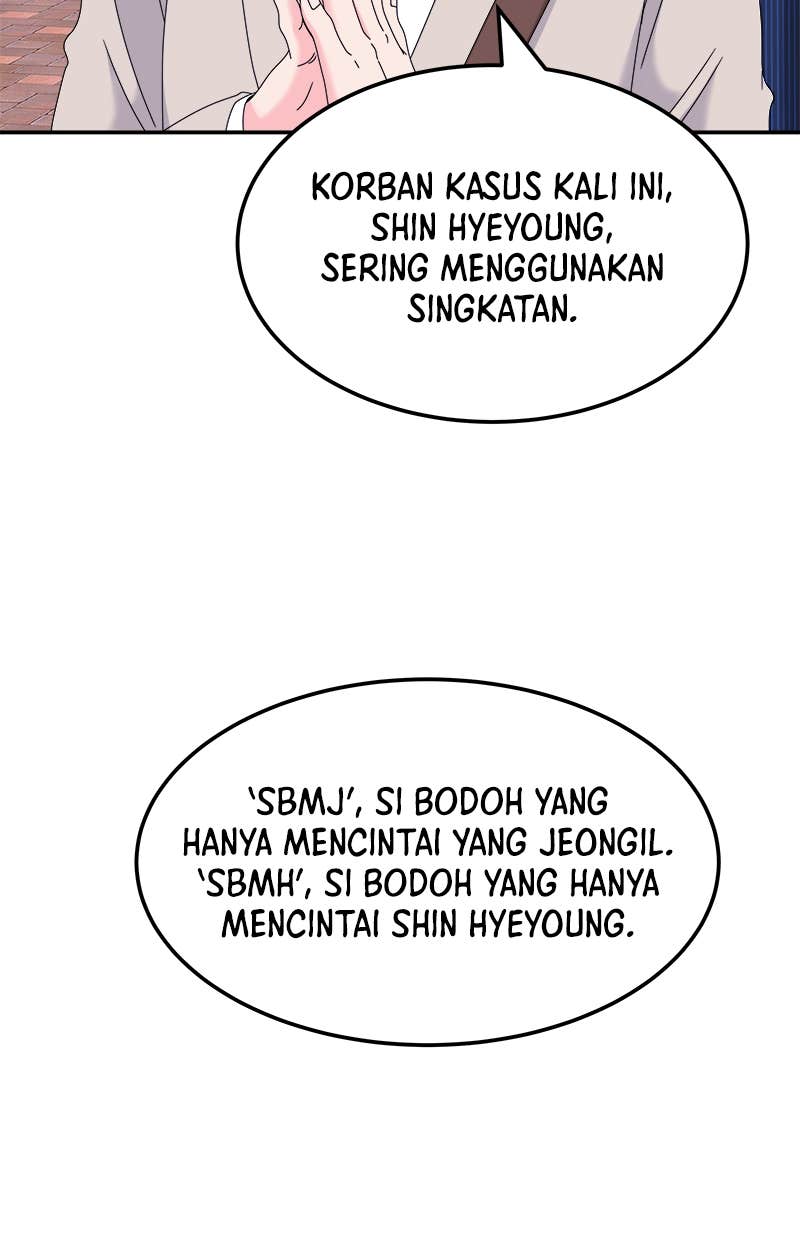 KORBAN KASUS KALI INI,
SHIN HYEYOUNG,
SERING MENGGUNAKAN
SINGKATAN.
'SBMJ', SI BODOH YANG
HANYA MENCINTAI YANG JEONGIL.
'SBMH', SI BODOH YANG HANYA
MENCINTAI SHIN HYEYOUNG.